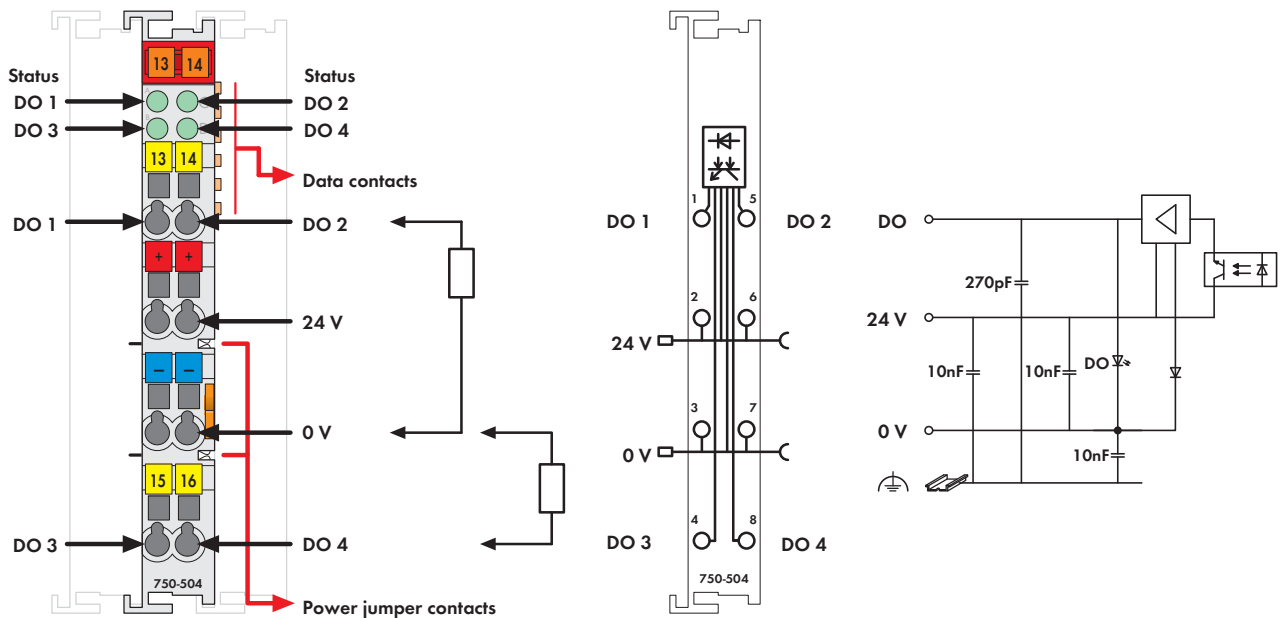 13 14
Status
DO 1
DO 3
A
B
C
Status
DO 2
DO 4
13 14
Data contacts
DO 1
DO 2
+ +
24 V
− −
0 V
15 16
DO 3
DO 4
750-504
Power jumper contacts
DO 1
1
5
DO 2
2
6
24 V
3
7
0 V
4
8
DO 3
DO 4
750-504
DO
270pF
24 V
10nF
10nF
DO
0 V
10nF